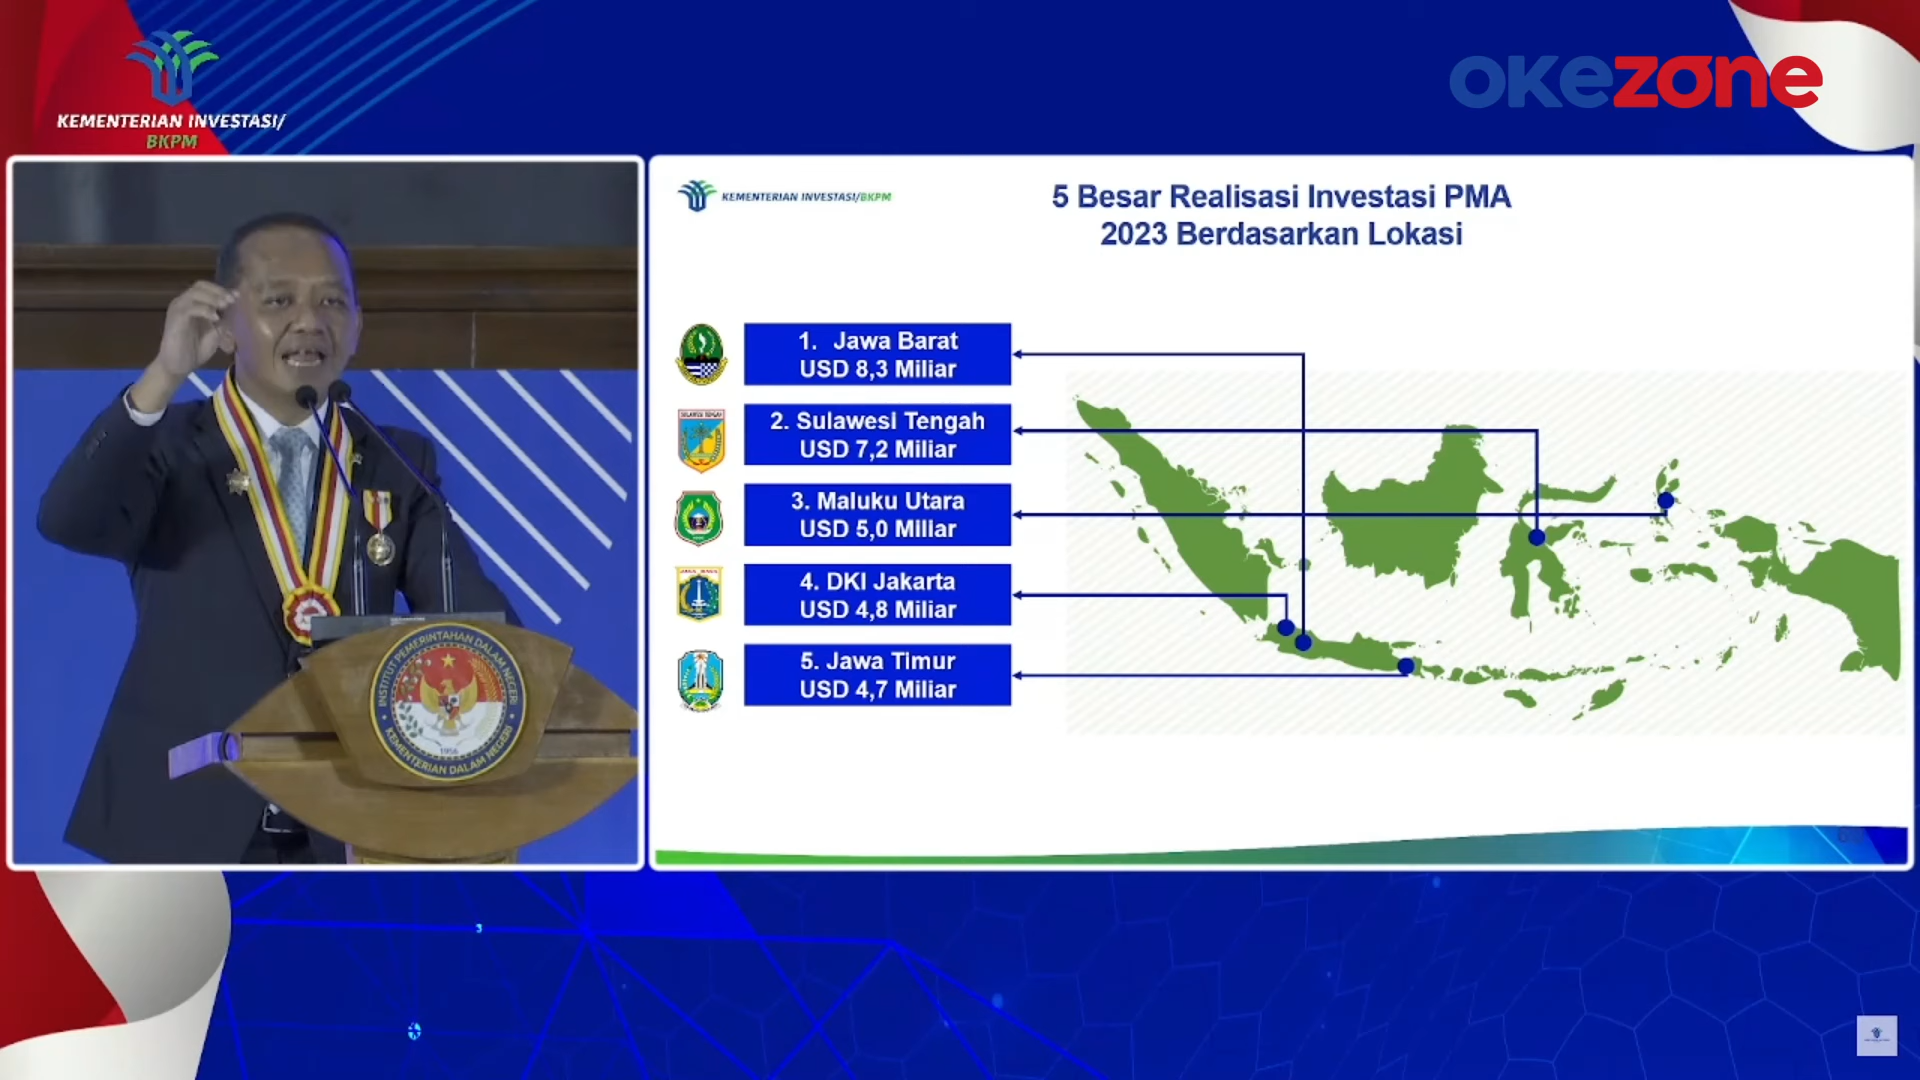 KEMENTERIAN INVESTASI/
BKPM
okezone
KEMENTERIAN INVESTASI/BKPM
5 Besar Realisasi Investasi PMA
2023 Berdasarkan Lokasi
1. Jawa Barat
USD 8,3 Miliar
SULAWESI TENGAH
2. Sulawesi Tengah
USD 7,2 Miliar
3. Maluku Utara
USD 5,0 Miliar
4. DKI Jakarta
USD 4,8 Miliar
5. Jawa Timur
USD 4,7 Miliar
INSTITUT PEMERINTAHAN DALAM NEGERI
1956
KEMENTERIAN DALAM NEGERI